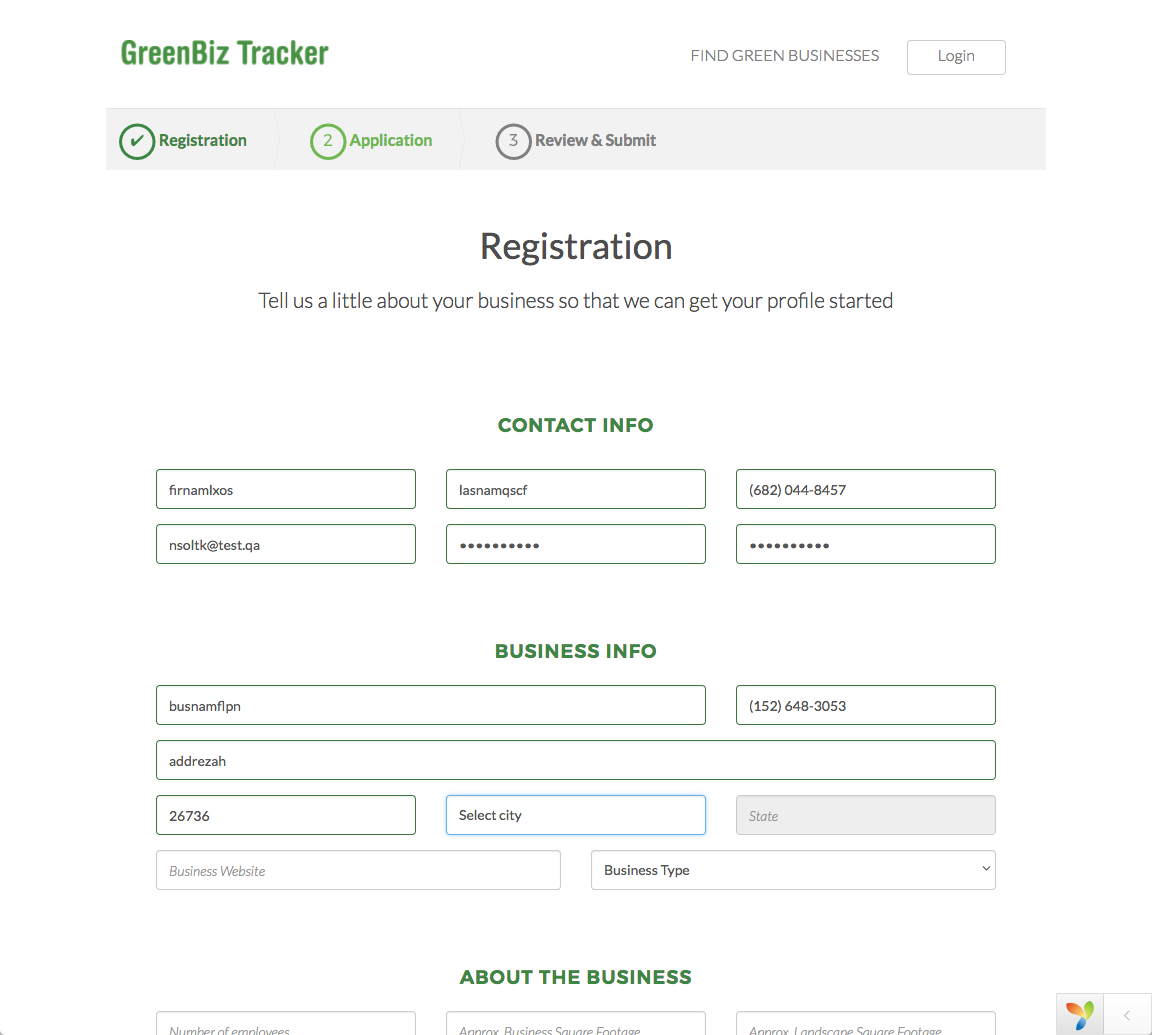 GreenBiz Tracker
FIND GREEN BUSINESSES
Login
✔ Registration
2 Application
3 Review & Submit
Registration
Tell us a little about your business so that we can get your profile started
CONTACT INFO
firnamlxos
lasnamqscf
(682) 044-8457
nsoltk@test.qa
••••••••••
••••••••••
BUSINESS INFO
busnamflpn
(152) 648-3053
addrezah
26736
Select city
State
Business Website
Business Type
ABOUT THE BUSINESS
Number of employees
Approx. Business Square Footage
Approx. Landscape Square Footage